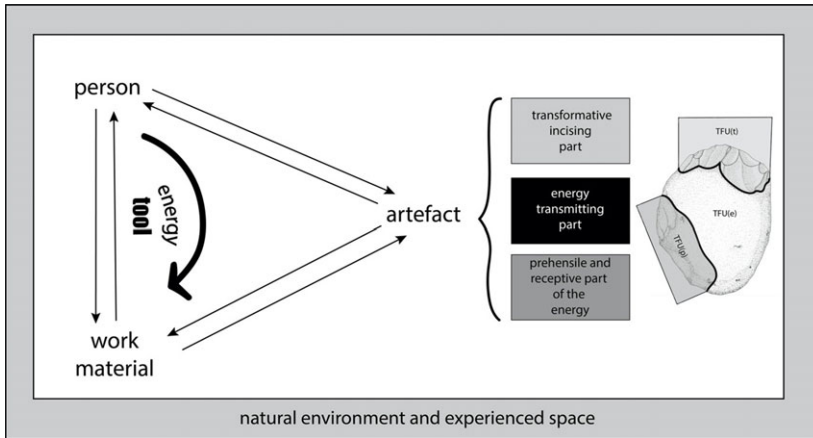 person
energy
tool
work
material
artefact
transformative
incising
part
energy
transmitting
part
prehensile and
receptive part
of the
energy
TFU(t)
TFU(e)
TFU(p)
natural environment and experienced space